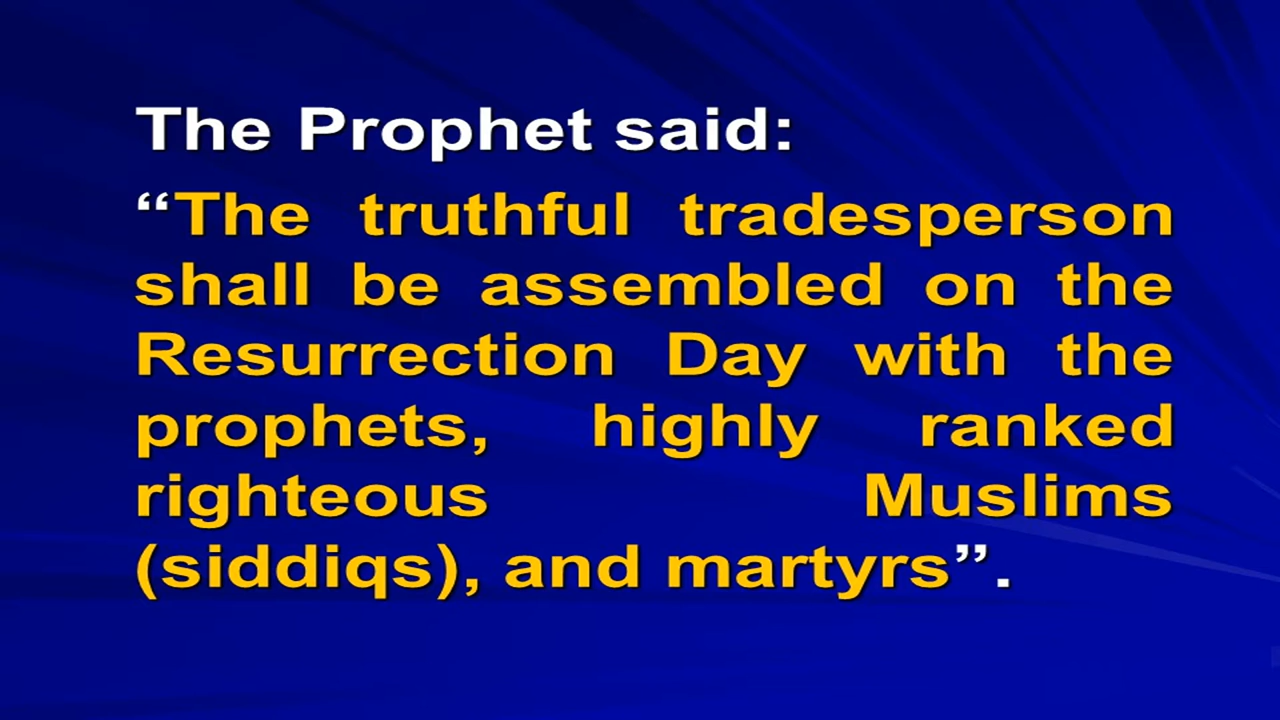 The Prophet said:
“The truthful tradesperson
shall be assembled on the
Resurrection Day with the
prophets, highly ranked
righteous Muslims
(siddiqs), and martyrs”.